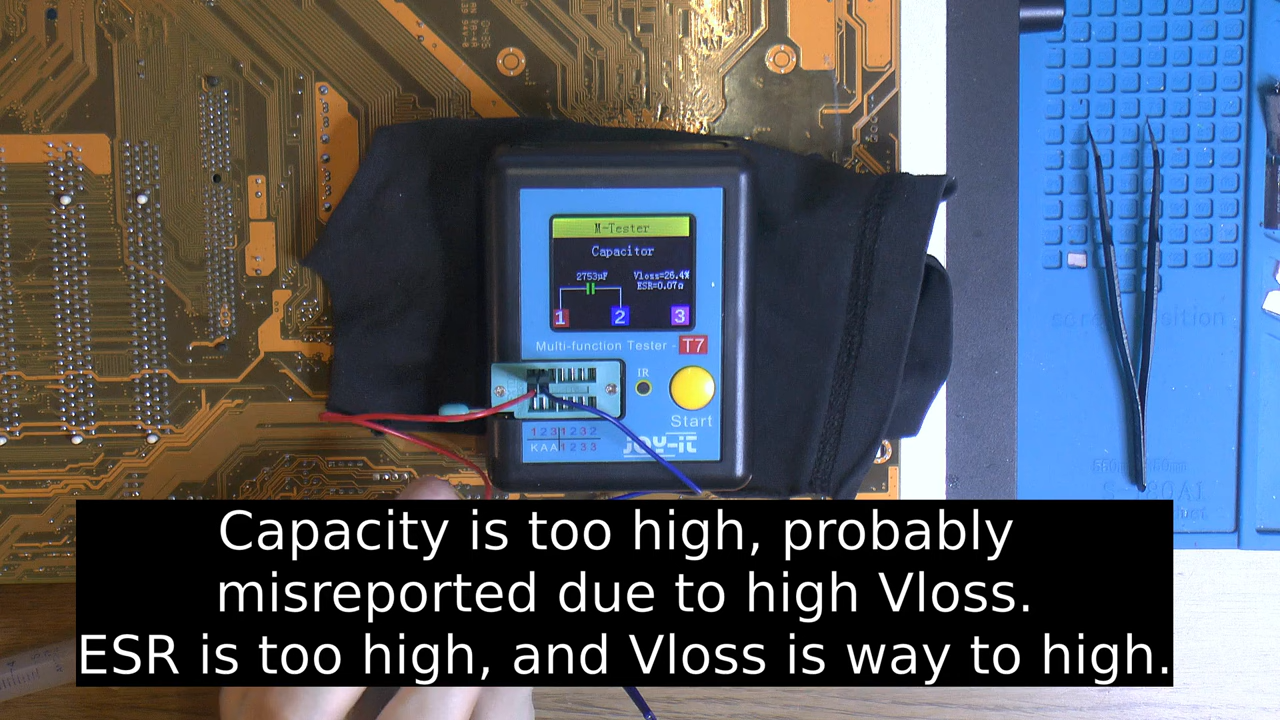 M-Tester
Capacitor
2753µF
Vloss=26.4%
ESR=0.07Ω
1 2 3
Multi-function Tester - T7
IR
Start
1 2 3 1 2 3 2
K A A 1 2 3 3
JOY-iT
Capacity is too high, probably
misreported due to high Vloss.
ESR is too high, and Vloss is way to high.